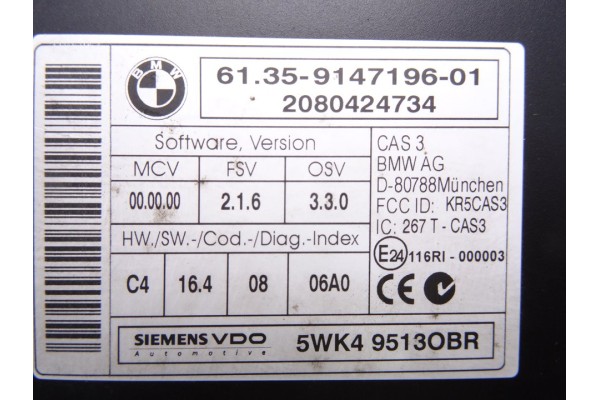 BMW
61.35-9147196-01
2080424734
Software, Version
MCV FSV OSV
00.00.00 2.1.6 3.3.0
HW./SW.-/Cod.-/Diag.-Index
C4 16.4 08 06A0
CAS 3
BMW AG
D-80788München
FCC ID: KR5CAS3
IC: 267 T - CAS3
E24 116RI - 000003
CE
SIEMENS VDO
Automotive
5WK4 9513OBR